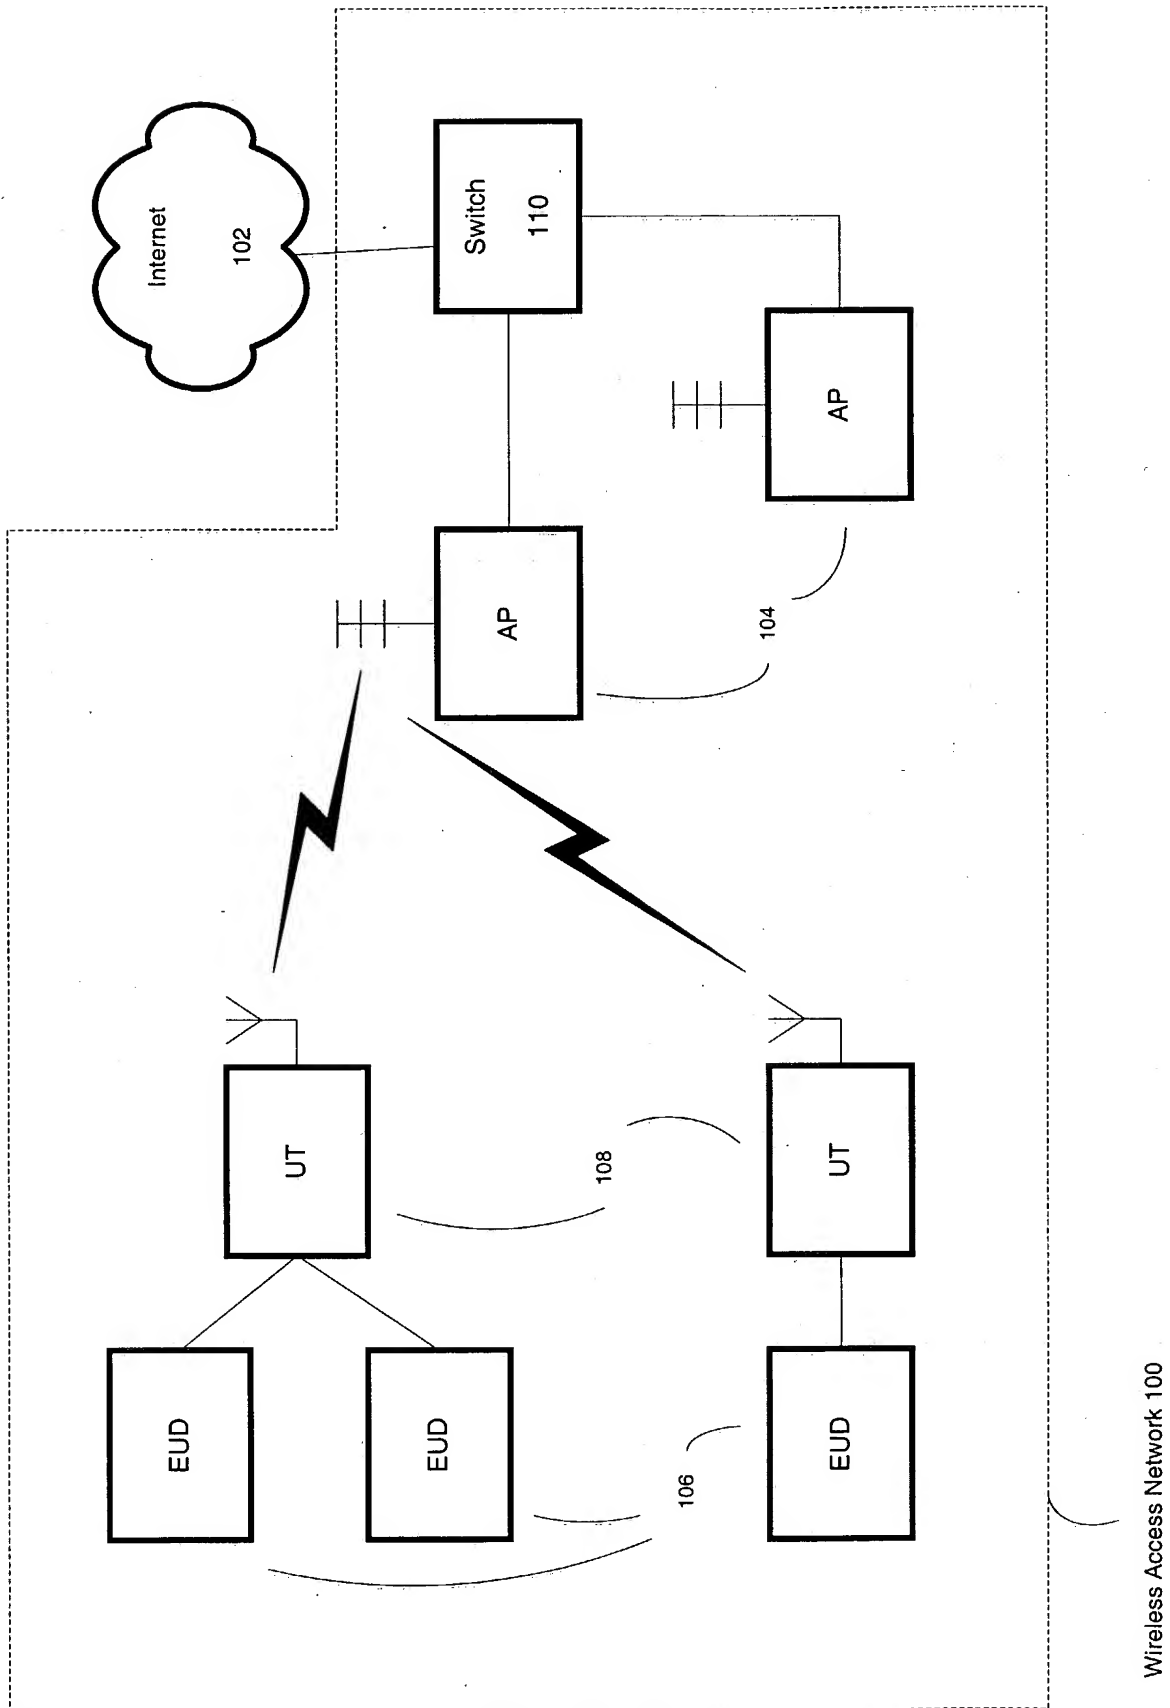 Internet
102
Switch
110
AP
AP
104
UT
108
UT
EUD
EUD
106
EUD
Wireless Access Network 100